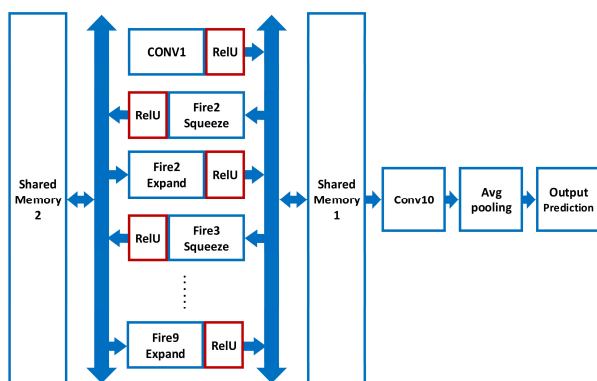 Shared
Memory
2
CONV1
RelU
RelU
Fire2
Squeeze
Fire2
Expand
RelU
RelU
Fire3
Squeeze
......
Fire9
Expand
RelU
Shared
Memory
1
Conv10
Avg
pooling
Output
Prediction